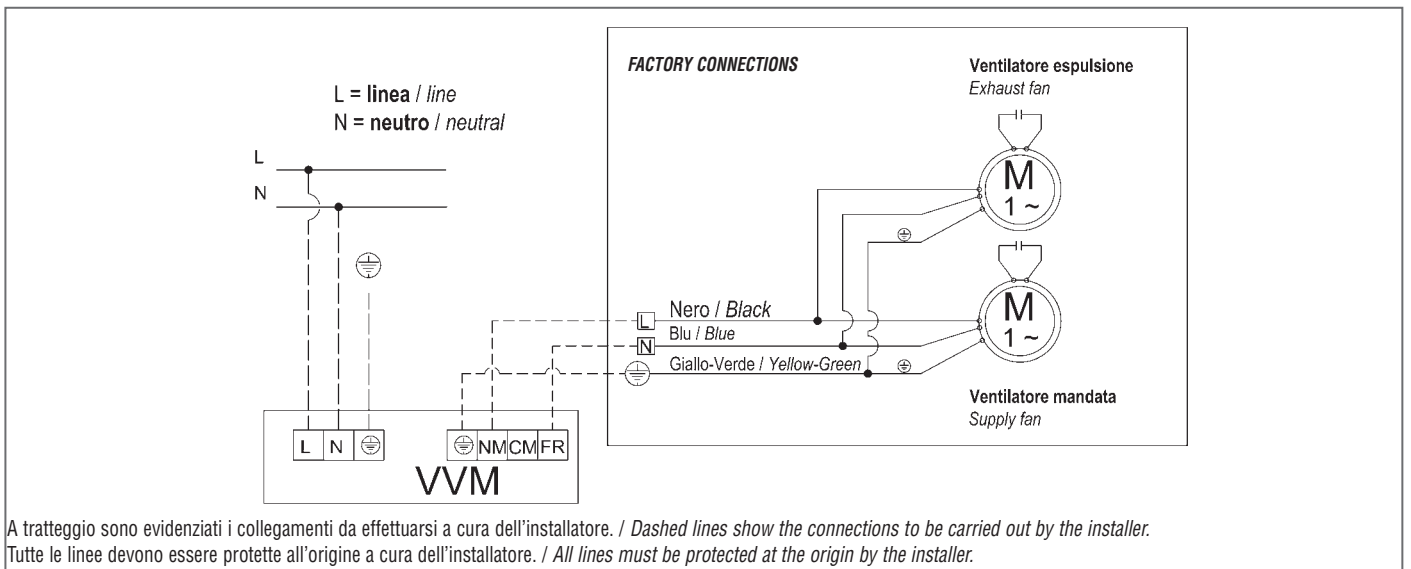 FACTORY CONNECTIONS
Ventilatore espulsione
Exhaust fan
L = linea / line
N = neutro / neutral
L
N
M
1 ~
M
1 ~
L
Nero / Black
N
Blu / Blue
Giallo-Verde / Yellow-Green
Ventilatore mandata
Supply fan
L N
NM CM FR
VVM
A tratteggio sono evidenziati i collegamenti da effettuarsi a cura dell'installatore. / Dashed lines show the connections to be carried out by the installer.
Tutte le linee devono essere protette all'origine a cura dell'installatore. / All lines must be protected at the origin by the installer.